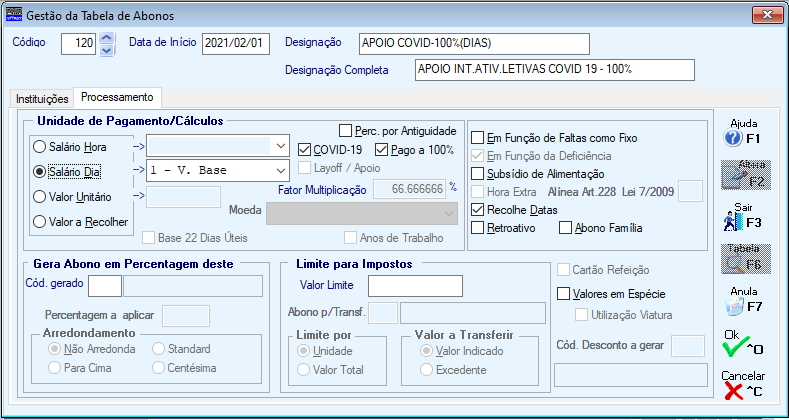 Gestão da Tabela de Abonos
Código 120 Data de Início 2021/02/01 Designação APOIO COVID-100%(DIAS)
Designação Completa APOIO INT.ATIV.LETIVAS COVID 19 - 100%
Instituições Processamento
Unidade de Pagamento/Cálculos
Salário Hora -->
Salário Dia --> 1 - V. Base
Valor Unitário -->
Valor a Recolher
Perc. por Antiguidade
COVID-19 Pago a 100%
Layoff / Apoio
Fator Multiplicação 66.666666 %
Moeda
Base 22 Dias Úteis Anos de Trabalho
Em Função de Faltas como Fixo
Em Função da Deficiência
Subsídio de Alimentação
Hora Extra Alínea Art.228 Lei 7/2009
Recolhe Datas
Retroativo Abono Família
Gera Abono em Percentagem deste
Cód. gerado
Percentagem a aplicar
Arredondamento
Não Arredonda Standard
Para Cima Centésima
Limite para Impostos
Valor Limite
Abono p/Transf.
Limite por
Unidade
Valor Total
Valor a Transferir
Valor Indicado
Excedente
Cartão Refeição
Valores em Espécie
Utilização Viatura
Cód. Desconto a gerar
Ajuda
F1
Altera
F2
Sair
F3
Tabela
F6
Anula
F7
Ok
^O
Cancelar
^C